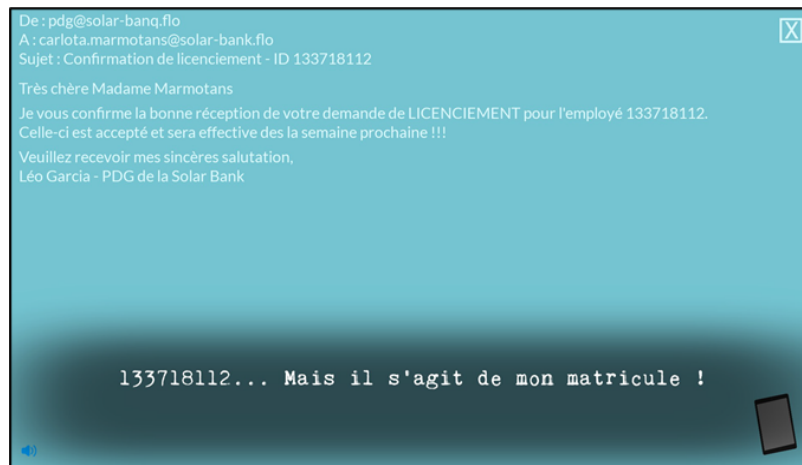 De : pdg@solar-banq.flo
A : carlota.marmotans@solar-bank.flo
Sujet : Confirmation de licenciement - ID 133718112
Très chère Madame Marmotans
Je vous confirme la bonne réception de votre demande de LICENCIEMENT pour l'employé 133718112.
Celle-ci est accepté et sera effective des la semaine prochaine !!!
Veuillez recevoir mes sincères salutation,
Léo Garcia - PDG de la Solar Bank
133718112... Mais il s'agit de mon matricule !
X